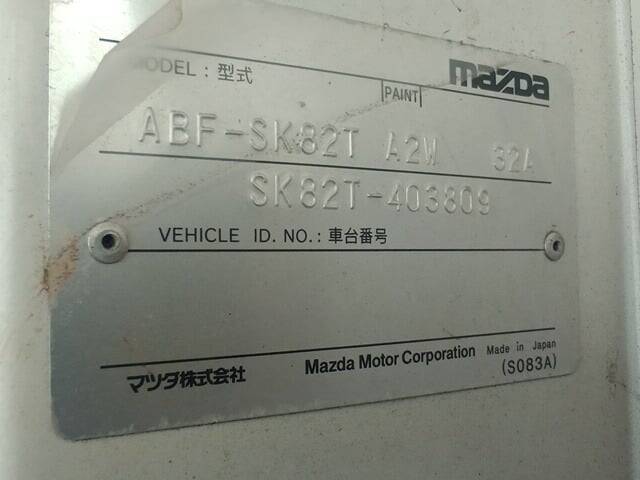 MODEL : 型式
mazda
PAINT
ABF-SK82T A2W 32A
SK82T-403809
VEHICLE ID. NO. : 車台番号
マツダ株式会社 Mazda Motor Corporation Made in Japan
(S083A)